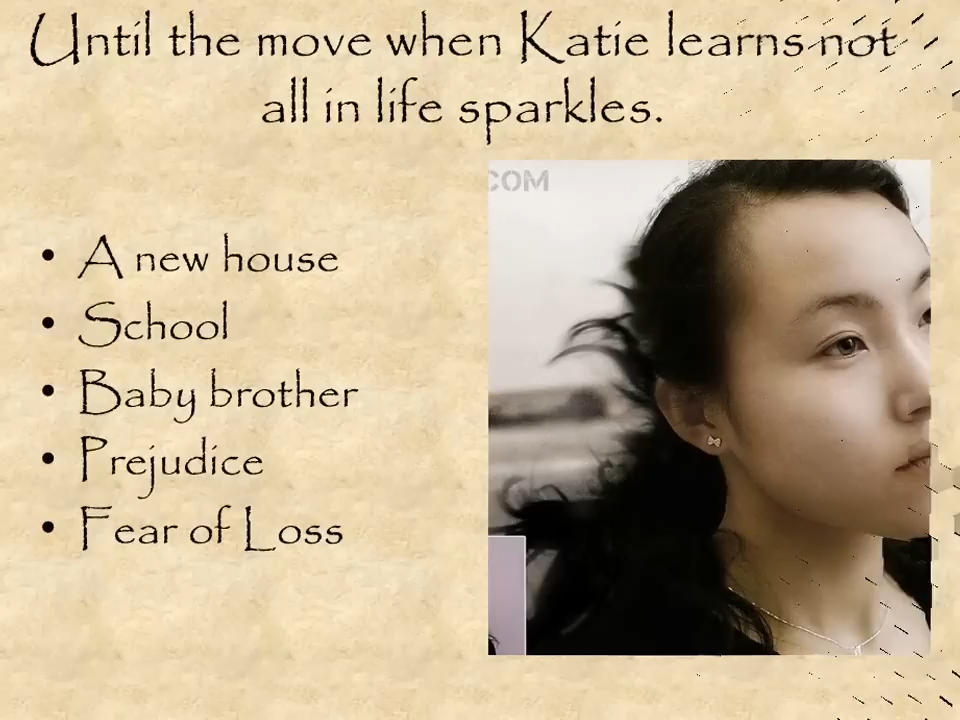 Until the move when Katie learns not
all in life sparkles.
COM
• A new house
• School
• Baby brother
• Prejudice
• Fear of Loss